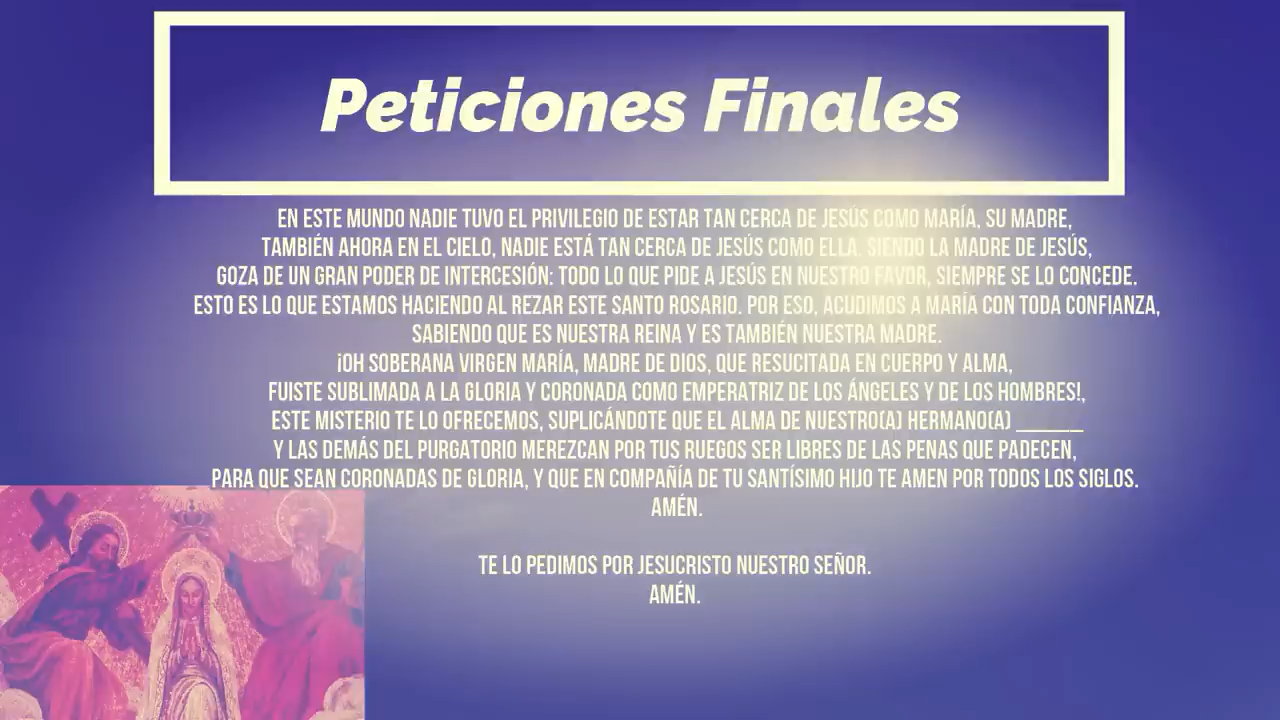 Peticiones Finales
EN ESTE MUNDO NADIE TUVO EL PRIVILEGIO DE ESTAR TAN CERCA DE JESÚS COMO MARÍA, SU MADRE,
TAMBIÉN AHORA EN EL CIELO, NADIE ESTÁ TAN CERCA DE JESÚS COMO ELLA. SIENDO LA MADRE DE JESÚS,
GOZA DE UN GRAN PODER DE INTERCESIÓN: TODO LO QUE PIDE A JESÚS EN NUESTRO FAVOR, SIEMPRE SE LO CONCEDE.
ESTO ES LO QUE ESTAMOS HACIENDO AL REZAR ESTE SANTO ROSARIO. POR ESO, ACUDIMOS A MARÍA CON TODA CONFIANZA,
SABIENDO QUE ES NUESTRA REINA Y ES TAMBIÉN NUESTRA MADRE.
¡OH SOBERANA VIRGEN MARÍA, MADRE DE DIOS, QUE RESUCITADA EN CUERPO Y ALMA,
FUISTE SUBLIMADA A LA GLORIA Y CORONADA COMO EMPERATRIZ DE LOS ÁNGELES Y DE LOS HOMBRES!,
ESTE MISTERIO TE LO OFRECEMOS, SUPLICÁNDOTE QUE EL ALMA DE NUESTRO(A) HERMANO(A) ______
Y LAS DEMÁS DEL PURGATORIO MEREZCAN POR TUS RUEGOS SER LIBRES DE LAS PENAS QUE PADECEN,
PARA QUE SEAN CORONADAS DE GLORIA, Y QUE EN COMPAÑÍA DE TU SANTÍSIMO HIJO TE AMEN POR TODOS LOS SIGLOS.
AMÉN.
TE LO PEDIMOS POR JESUCRISTO NUESTRO SEÑOR.
AMÉN.